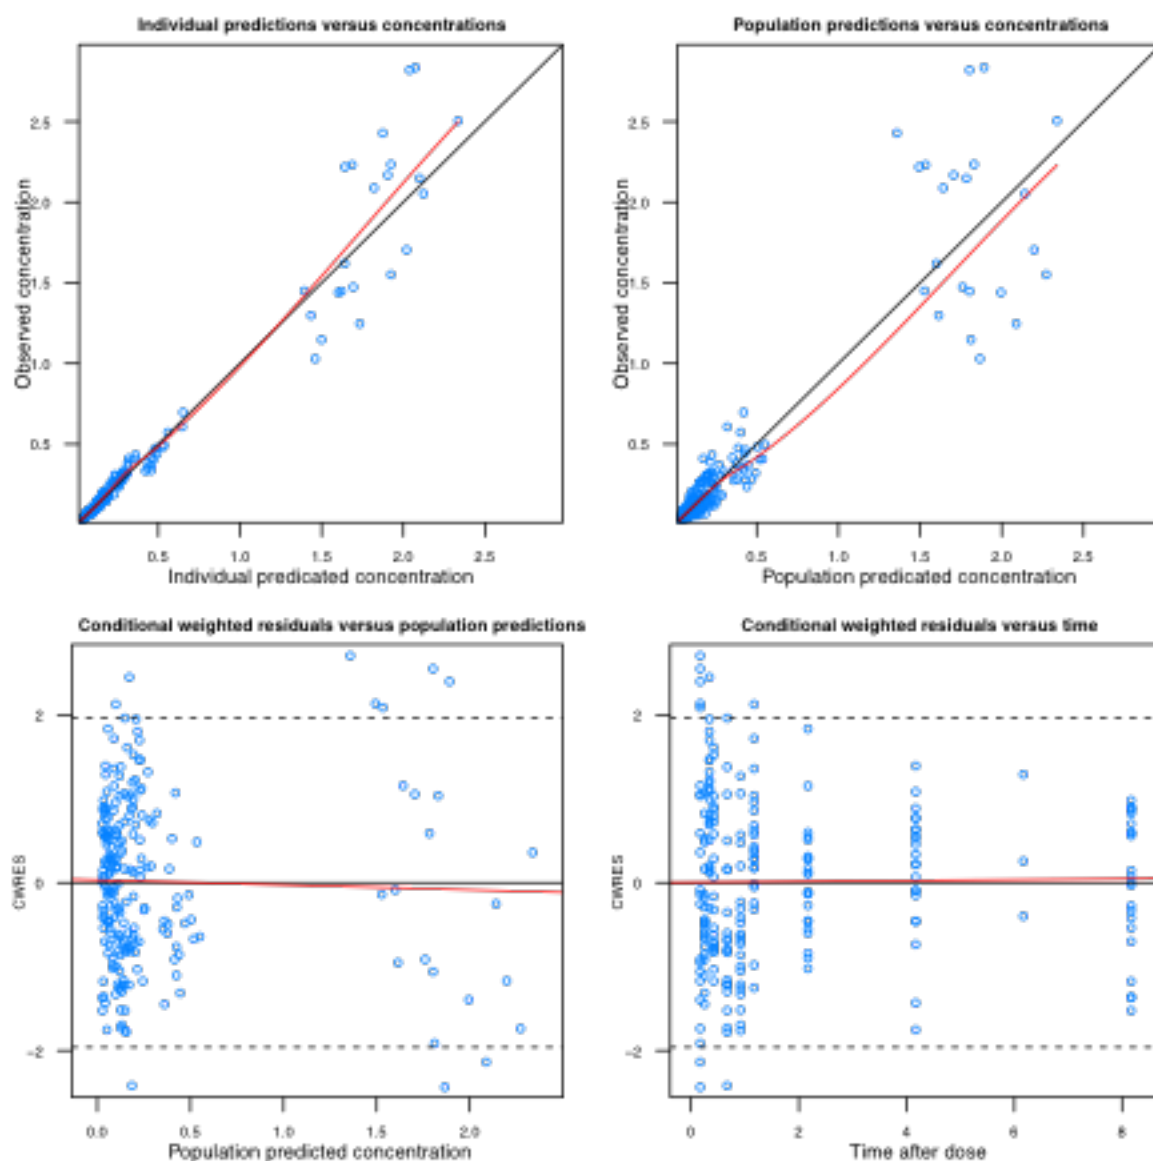 Individual predictions versus concentrations
Observed concentration
2.5
2.0
1.5
1.0
0.5
0.5 1.0 1.5 2.0 2.5
Individual predicated concentration
Population predictions versus concentrations
Observed concentration
2.5
2.0
1.5
1.0
0.5
0.5 1.0 1.5 2.0 2.5
Population predicated concentration
Conditional weighted residuals versus population predictions
CWRES
2
0
-2
0.0 0.5 1.0 1.5 2.0
Population predicted concentration
Conditional weighted residuals versus time
CWRES
2
0
-2
0 2 4 6 8
Time after dose